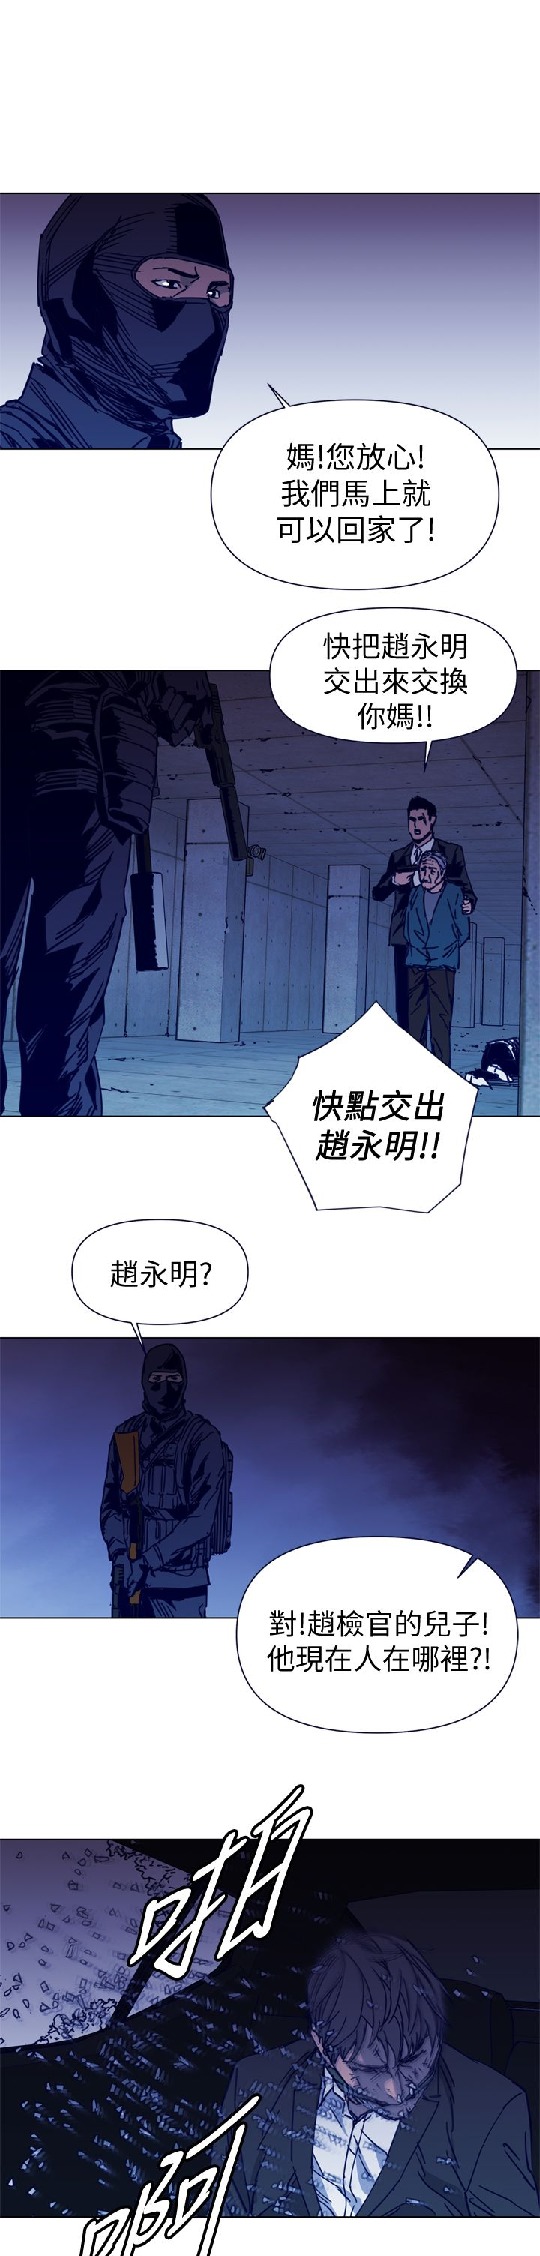 媽!您放心!
我們馬上就
可以回家了!
快把趙永明
交出來交換
你媽!!
快點交出
趙永明!!
趙永明?
對!趙檢官的兒子!
他現在人在哪裡?!
啪
啊